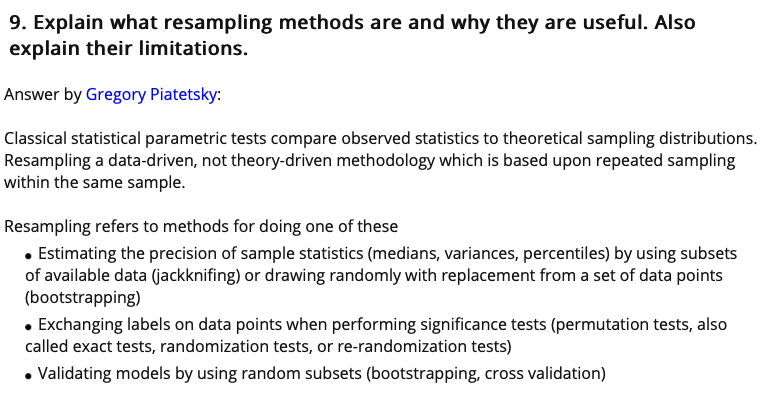 9. Explain what resampling methods are and why they are useful. Also
explain their limitations.
Answer by Gregory Piatetsky:
Classical statistical parametric tests compare observed statistics to theoretical sampling distributions.
Resampling a data-driven, not theory-driven methodology which is based upon repeated sampling
within the same sample.
Resampling refers to methods for doing one of these
• Estimating the precision of sample statistics (medians, variances, percentiles) by using subsets
of available data (jackknifing) or drawing randomly with replacement from a set of data points
(bootstrapping)
• Exchanging labels on data points when performing significance tests (permutation tests, also
called exact tests, randomization tests, or re-randomization tests)
• Validating models by using random subsets (bootstrapping, cross validation)